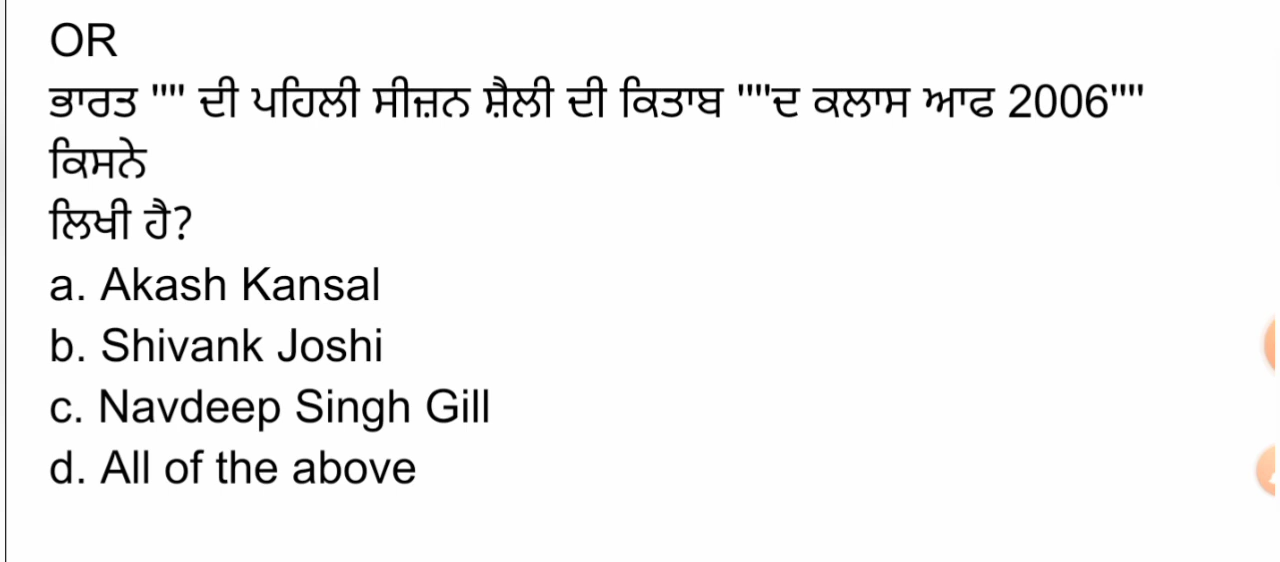 OR
ਭਾਰਤ "" ਦੀ ਪਹਿਲੀ ਸੀਜ਼ਨ ਸ਼ੈਲੀ ਦੀ ਕਿਤਾਬ ""ਦ ਕਲਾਸ ਆਫ 2006""
ਕਿਸਨੇ
ਲਿਖੀ ਹੈ?
a. Akash Kansal
b. Shivank Joshi
c. Navdeep Singh Gill
d. All of the above